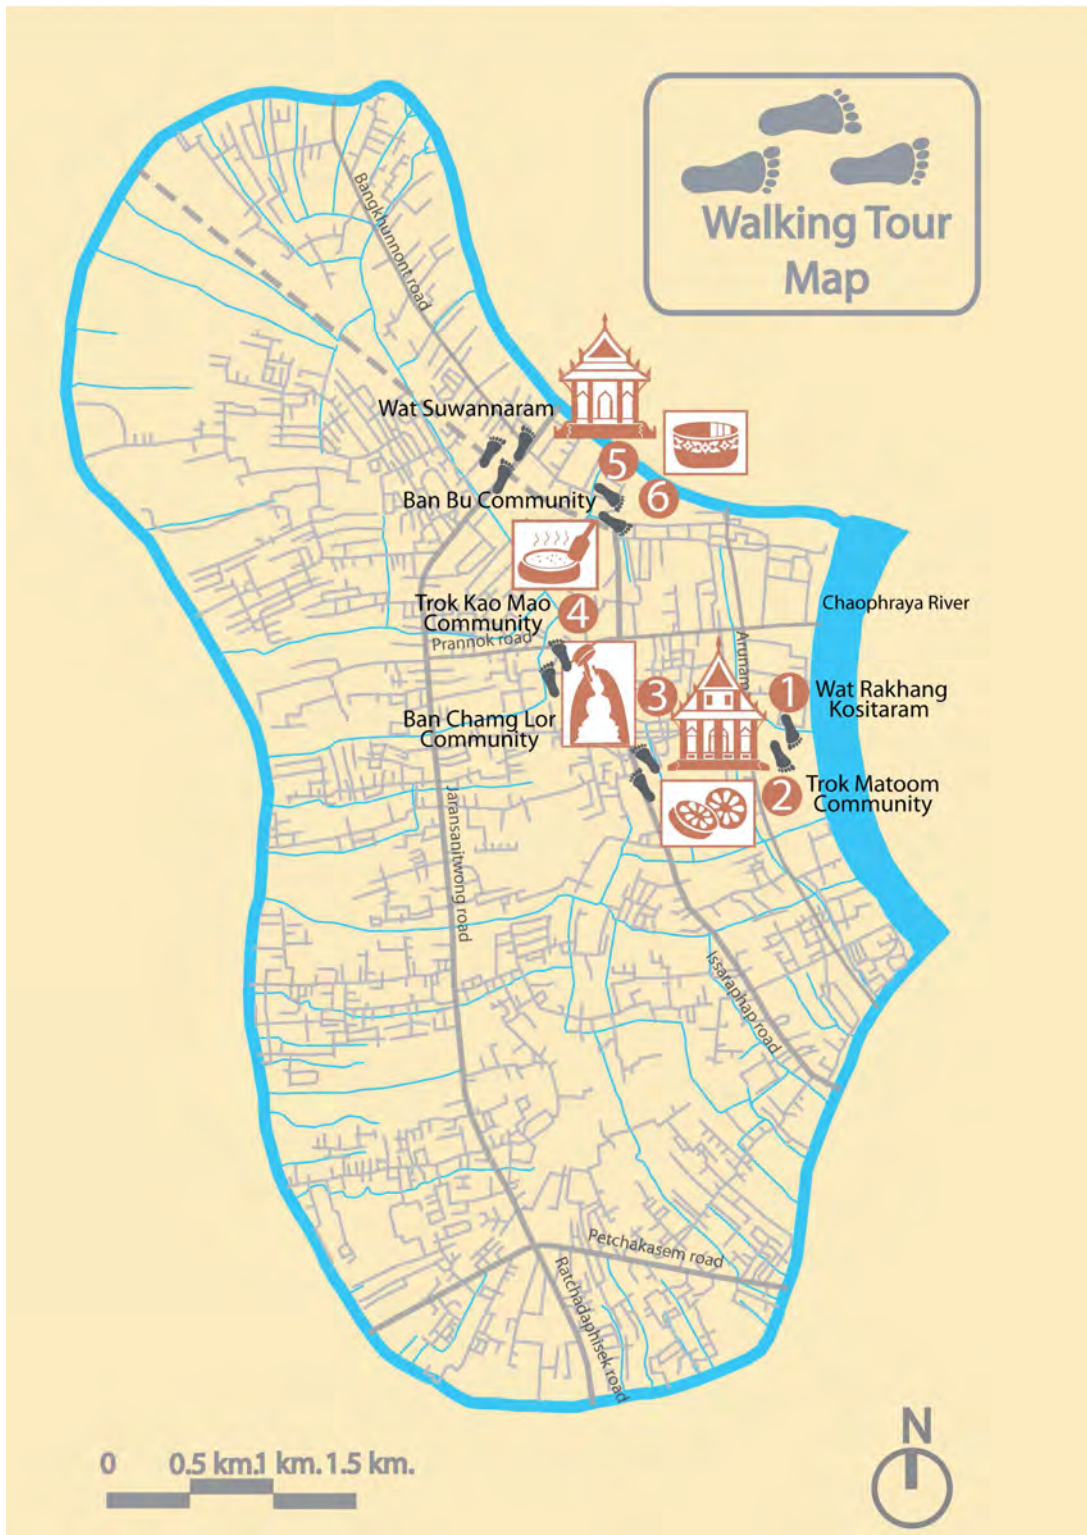 Walking Tour
Map
Bangkhunnont road
Wat Suwannaram
5
Ban Bu Community
6
Trok Kao Mao
Community
4
Prannok road
Chaophraya River
Arunam
3
1
Wat Rakhang
Kositaram
Ban Chamg Lor
Community
2
Trok Matoom
Community
Jaransanitwong road
Issaraphap road
Petchakasem road
Ratchadaphisek road
N
0 0.5 km. 1 km. 1.5 km.